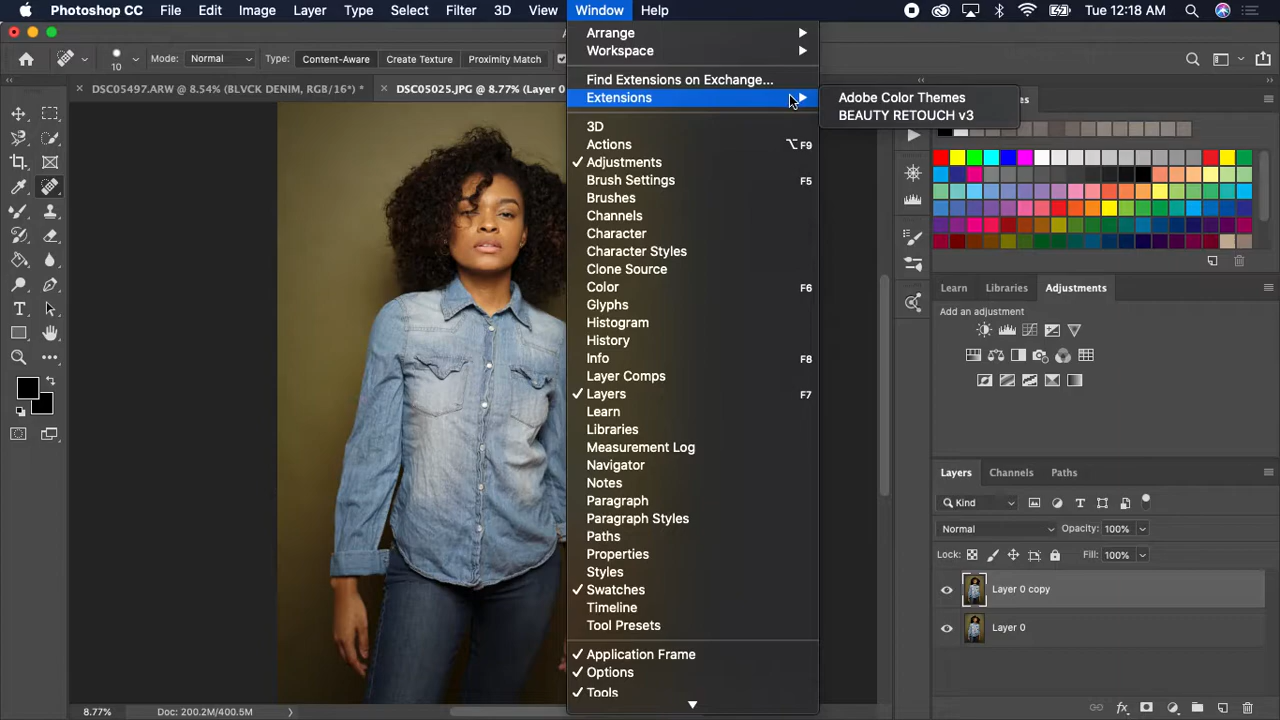 Photoshop CC File Edit Image Layer Type Select Filter 3D View Window Help Tue 12:18 AM
10 Mode: Normal Type: Content-Aware Create Texture Proximity Match
DSC05497.ARW @ 8.54% (BLVCK DENIM, RGB/16*) *
DSC05025.JPG @ 8.77% (Layer 0
Arrange
Workspace
Find Extensions on Exchange...
Extensions
Adobe Color Themes
BEAUTY RETOUCH v3
3D
Actions ⌥F9
Adjustments
Brush Settings F5
Brushes
Channels
Character
Character Styles
Clone Source
Color F6
Glyphs
Histogram
History
Info F8
Layer Comps
Layers F7
Learn
Libraries
Measurement Log
Navigator
Notes
Paragraph
Paragraph Styles
Paths
Properties
Styles
Swatches
Timeline
Tool Presets
Application Frame
Options
Tools
Learn Libraries Adjustments
Add an adjustment
Layers Channels Paths
Kind
Normal Opacity: 100%
Lock: Fill: 100%
Layer 0 copy
Layer 0
8.77% Doc: 200.2M/400.5M